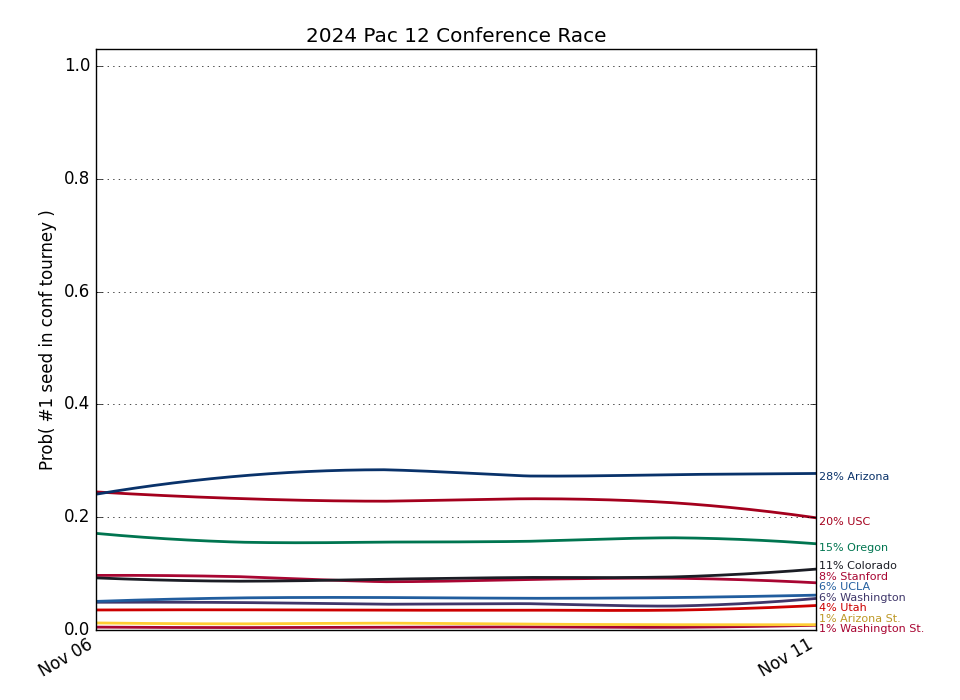 2024 Pac 12 Conference Race
Prob( #1 seed in conf tourney )
1.0
0.8
0.6
0.4
0.2
0.0
Nov 06
Nov 11
28% Arizona
20% USC
15% Oregon
11% Colorado
8% Stanford
6% UCLA
6% Washington
4% Utah
1% Arizona St.
1% Washington St.